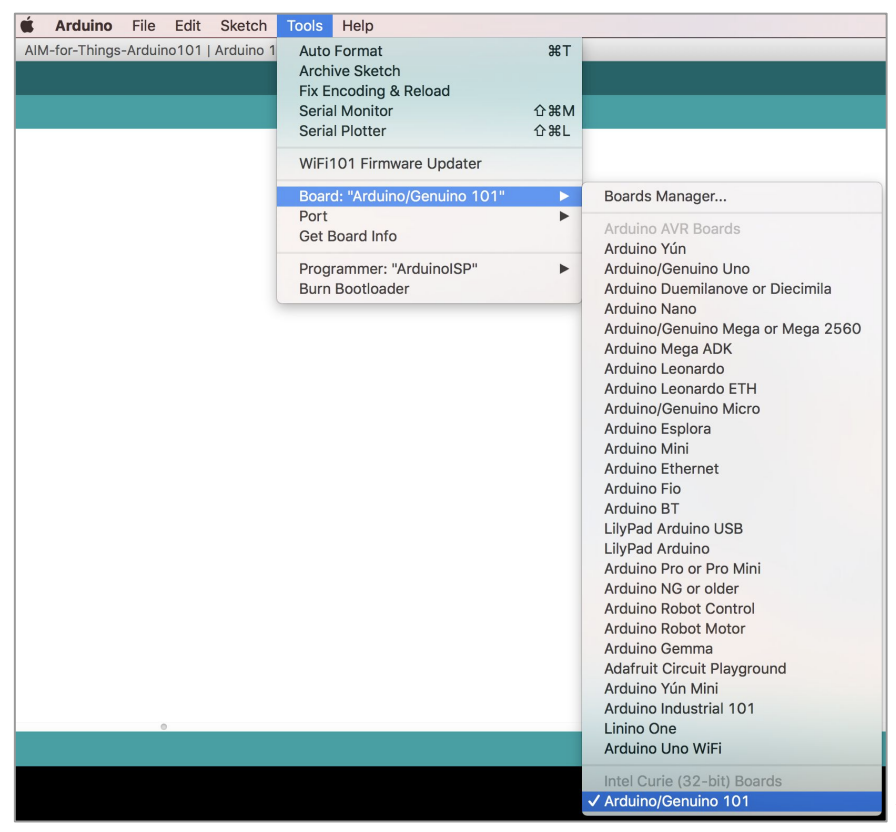 Arduino File Edit Sketch Tools Help
AIM-for-Things-Arduino101 | Arduino 1
Auto Format ⌘T
Archive Sketch
Fix Encoding & Reload
Serial Monitor ⇧⌘M
Serial Plotter ⇧⌘L
WiFi101 Firmware Updater
Board: "Arduino/Genuino 101"
Port
Get Board Info
Programmer: "ArduinoISP"
Burn Bootloader
Boards Manager...
Arduino AVR Boards
Arduino Yún
Arduino/Genuino Uno
Arduino Duemilanove or Diecimila
Arduino Nano
Arduino/Genuino Mega or Mega 2560
Arduino Mega ADK
Arduino Leonardo
Arduino Leonardo ETH
Arduino/Genuino Micro
Arduino Esplora
Arduino Mini
Arduino Ethernet
Arduino Fio
Arduino BT
LilyPad Arduino USB
LilyPad Arduino
Arduino Pro or Pro Mini
Arduino NG or older
Arduino Robot Control
Arduino Robot Motor
Arduino Gemma
Adafruit Circuit Playground
Arduino Yún Mini
Arduino Industrial 101
Linino One
Arduino Uno WiFi
Intel Curie (32-bit) Boards
✓ Arduino/Genuino 101